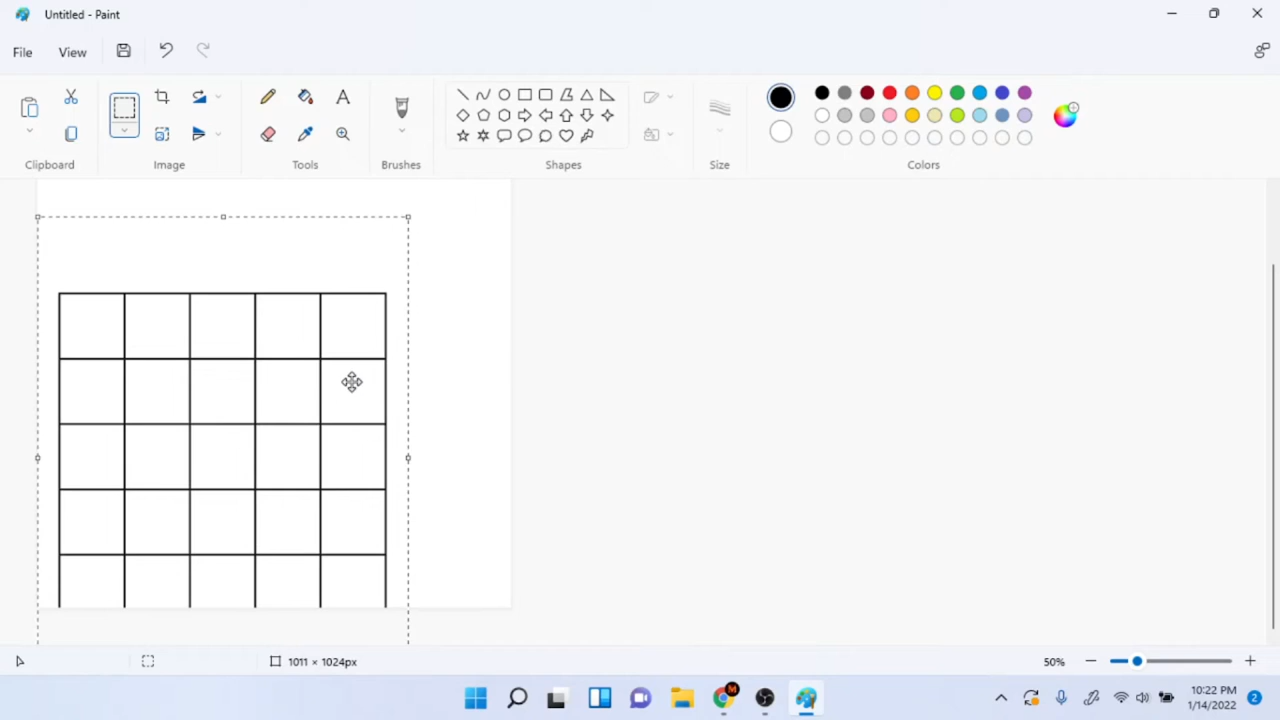 Untitled - Paint
File View
Clipboard Image Tools Brushes Shapes Size Colors
1011 × 1024px 50%
10:22 PM
1/14/2022
M
2
A